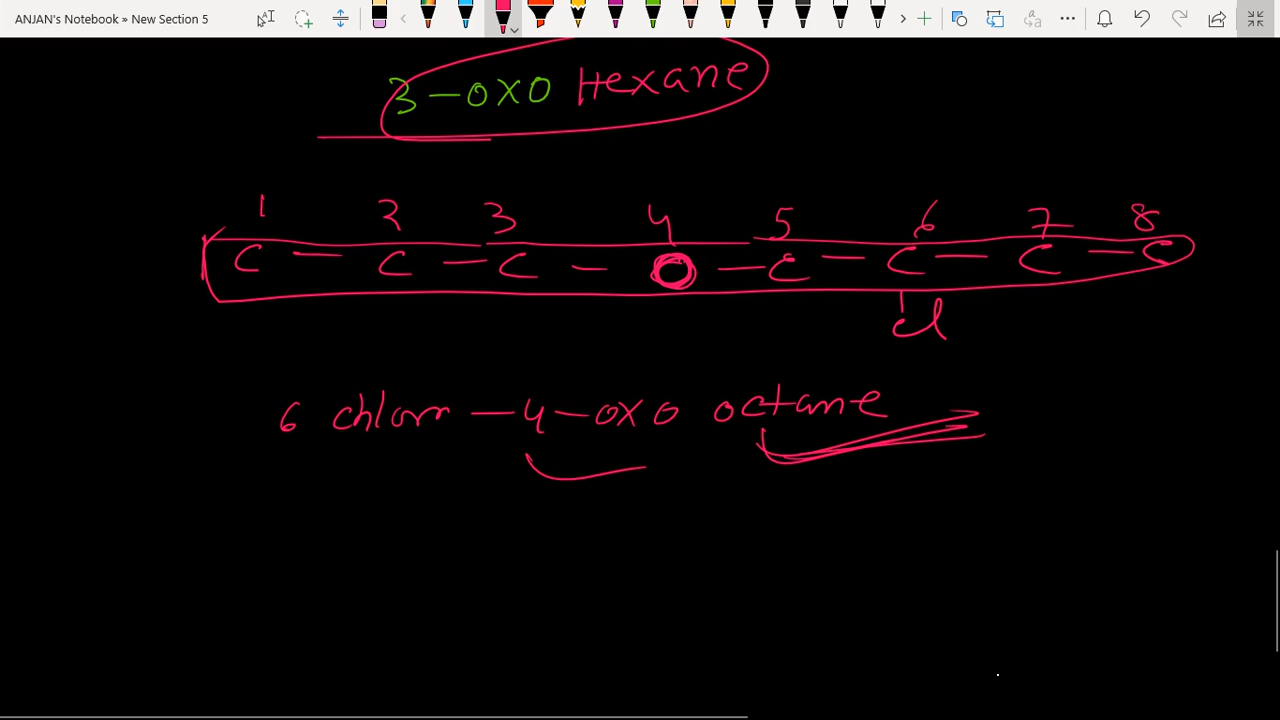 ANJAN's Notebook » New Section 5
3-oxo Hexane
1 2 3 4 5 6 7 8
C - C - C - O - C - C - C - C
Cl
6 chloro - 4 - oxo octane